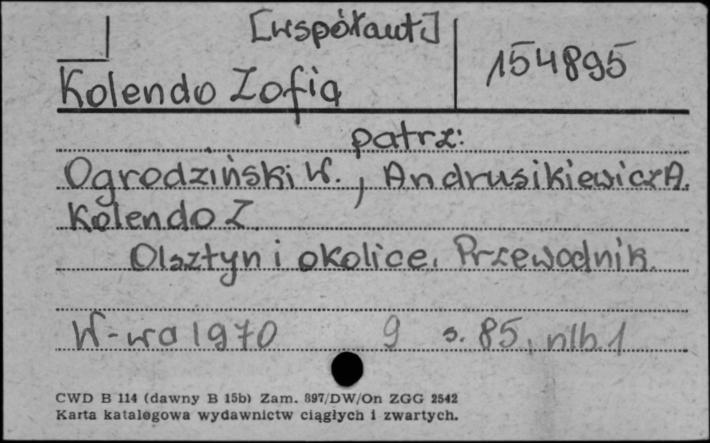 [współaut.]
154895
Kolendo Zofia
patrz:
Ogrodziński W., Andrusikiewicz A.
Kolendo Z.
Olsztyn i okolice. Przewodnik.
W-wa 1970 9 s. 85, nlb. 1
CWD B 114 (dawny B 15b) Zam. 897/DW/On ZGG 2542
Karta katalogowa wydawnictw ciągłych i zwartych.